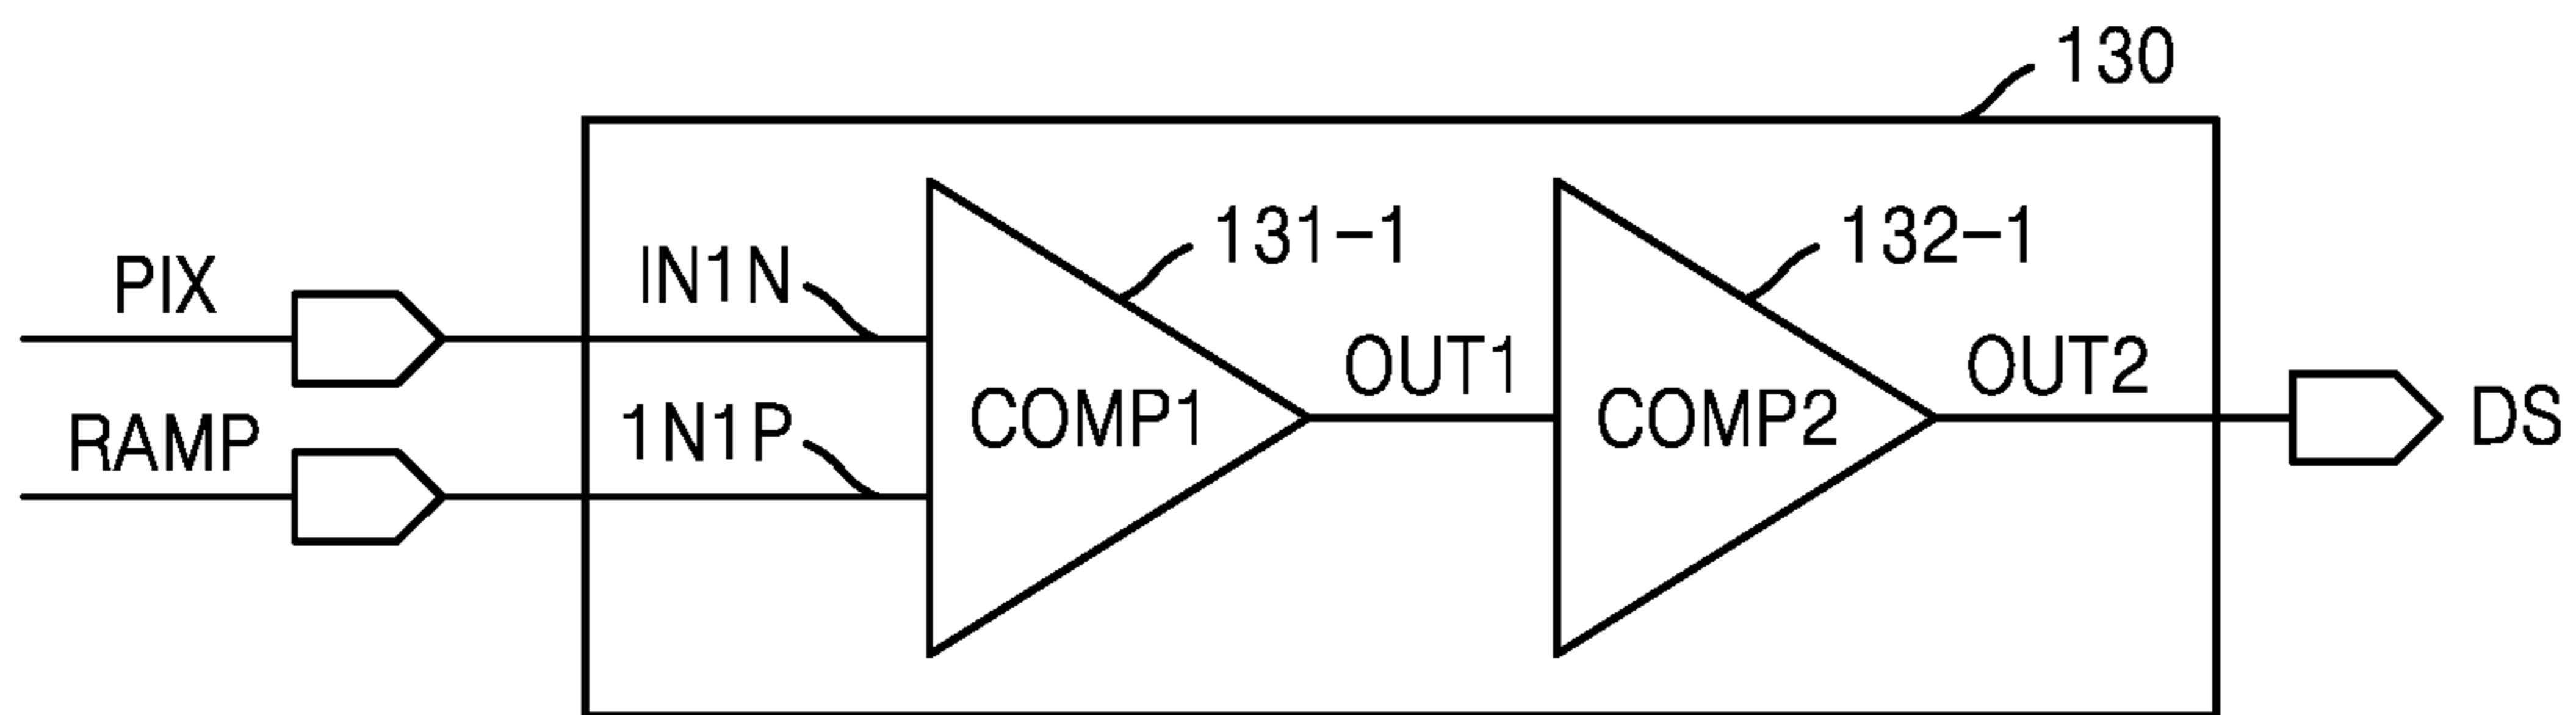 130
131-1
132-1
PIX
IN1N
OUT1
OUT2
RAMP
1N1P
COMP1
COMP2
DS